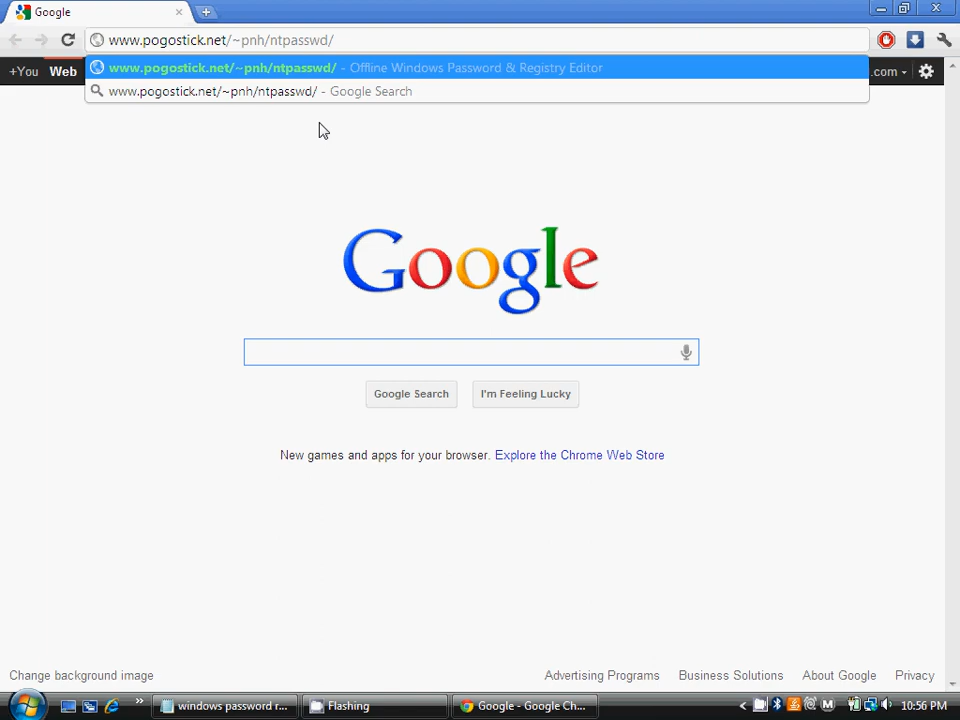 Google
www.pogostick.net/~pnh/ntpasswd/
www.pogostick.net/~pnh/ntpasswd/ - Offline Windows Password & Registry Editor
www.pogostick.net/~pnh/ntpasswd/ - Google Search
+You Web .com
Google
Google Search I'm Feeling Lucky
New games and apps for your browser. Explore the Chrome Web Store
Change background image Advertising Programs Business Solutions About Google Privacy
windows password r... Flashing Google - Google Ch... 10:56 PM